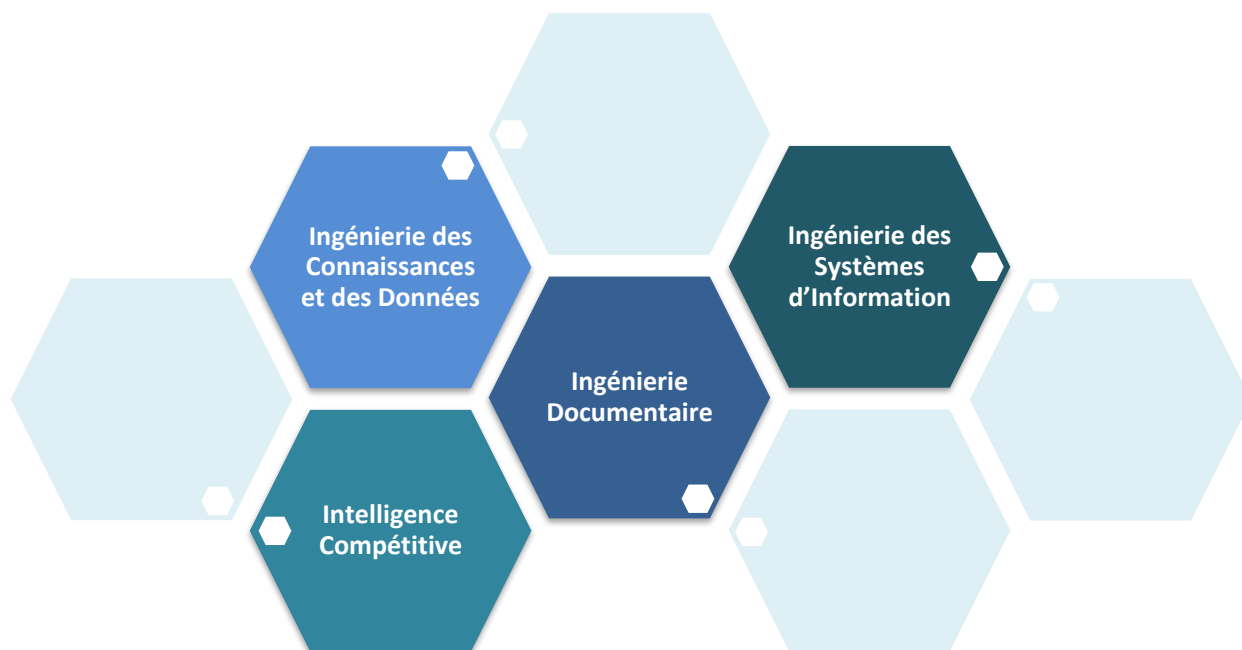 Ingénierie des
Connaissances
et des Données
Ingénierie des
Systèmes
d’Information
Ingénierie
Documentaire
Intelligence
Compétitive